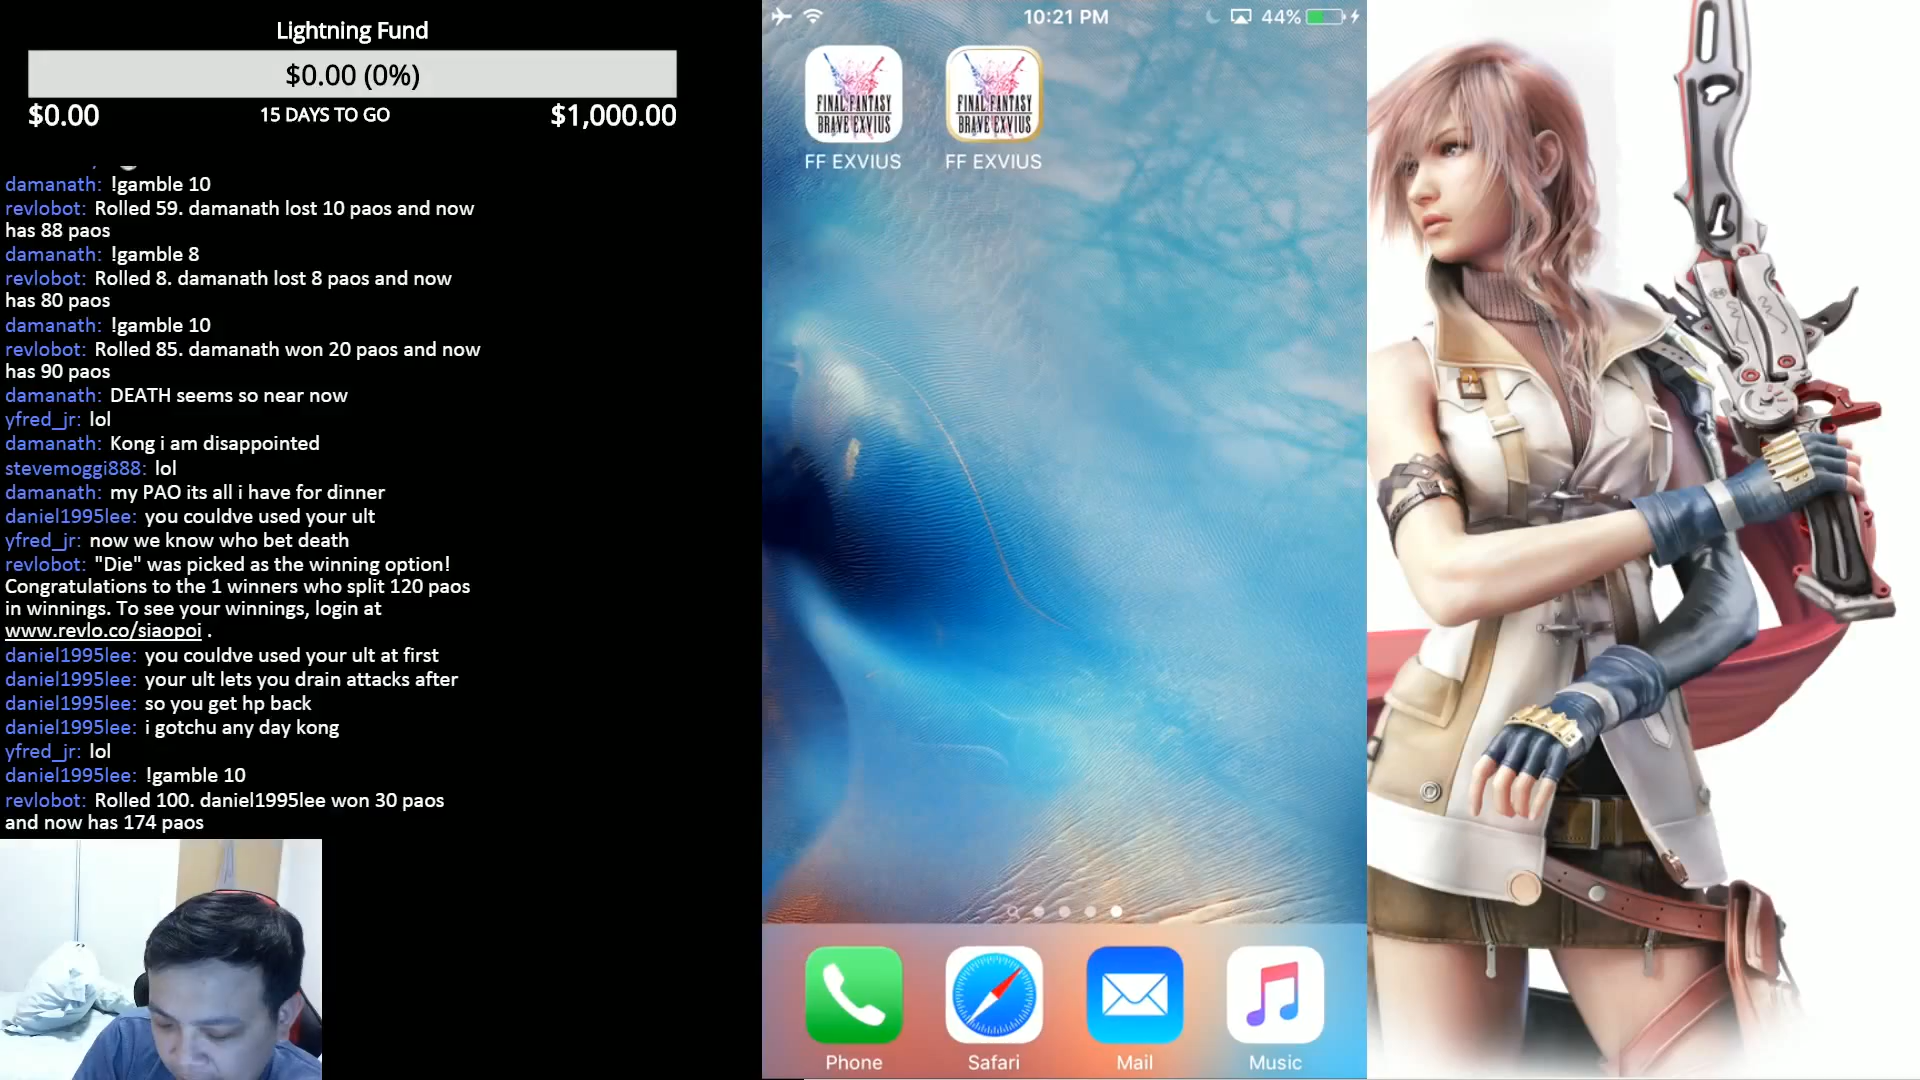 Lightning Fund
$0.00 (0%)
$0.00 15 DAYS TO GO $1,000.00
damanath: !gamble 10
revlobot: Rolled 59. damanath lost 10 paos and now
has 88 paos
damanath: !gamble 8
revlobot: Rolled 8. damanath lost 8 paos and now
has 80 paos
damanath: !gamble 10
revlobot: Rolled 85. damanath won 20 paos and now
has 90 paos
damanath: DEATH seems so near now
yfred_jr: lol
damanath: Kong i am disappointed
stevemoggi888: lol
damanath: my PAO its all i have for dinner
daniel1995lee: you couldve used your ult
yfred_jr: now we know who bet death
revlobot: "Die" was picked as the winning option!
Congratulations to the 1 winners who split 120 paos
in winnings. To see your winnings, login at
www.revlo.co/siaopoi .
daniel1995lee: you couldve used your ult at first
daniel1995lee: your ult lets you drain attacks after
daniel1995lee: so you get hp back
daniel1995lee: i gotchu any day kong
yfred_jr: lol
daniel1995lee: !gamble 10
revlobot: Rolled 100. daniel1995lee won 30 paos
and now has 174 paos
10:21 PM 44%
FINAL FANTASY
BRAVE EXVIUS
FF EXVIUS
FINAL FANTASY
BRAVE EXVIUS
FF EXVIUS
Phone Safari Mail Music